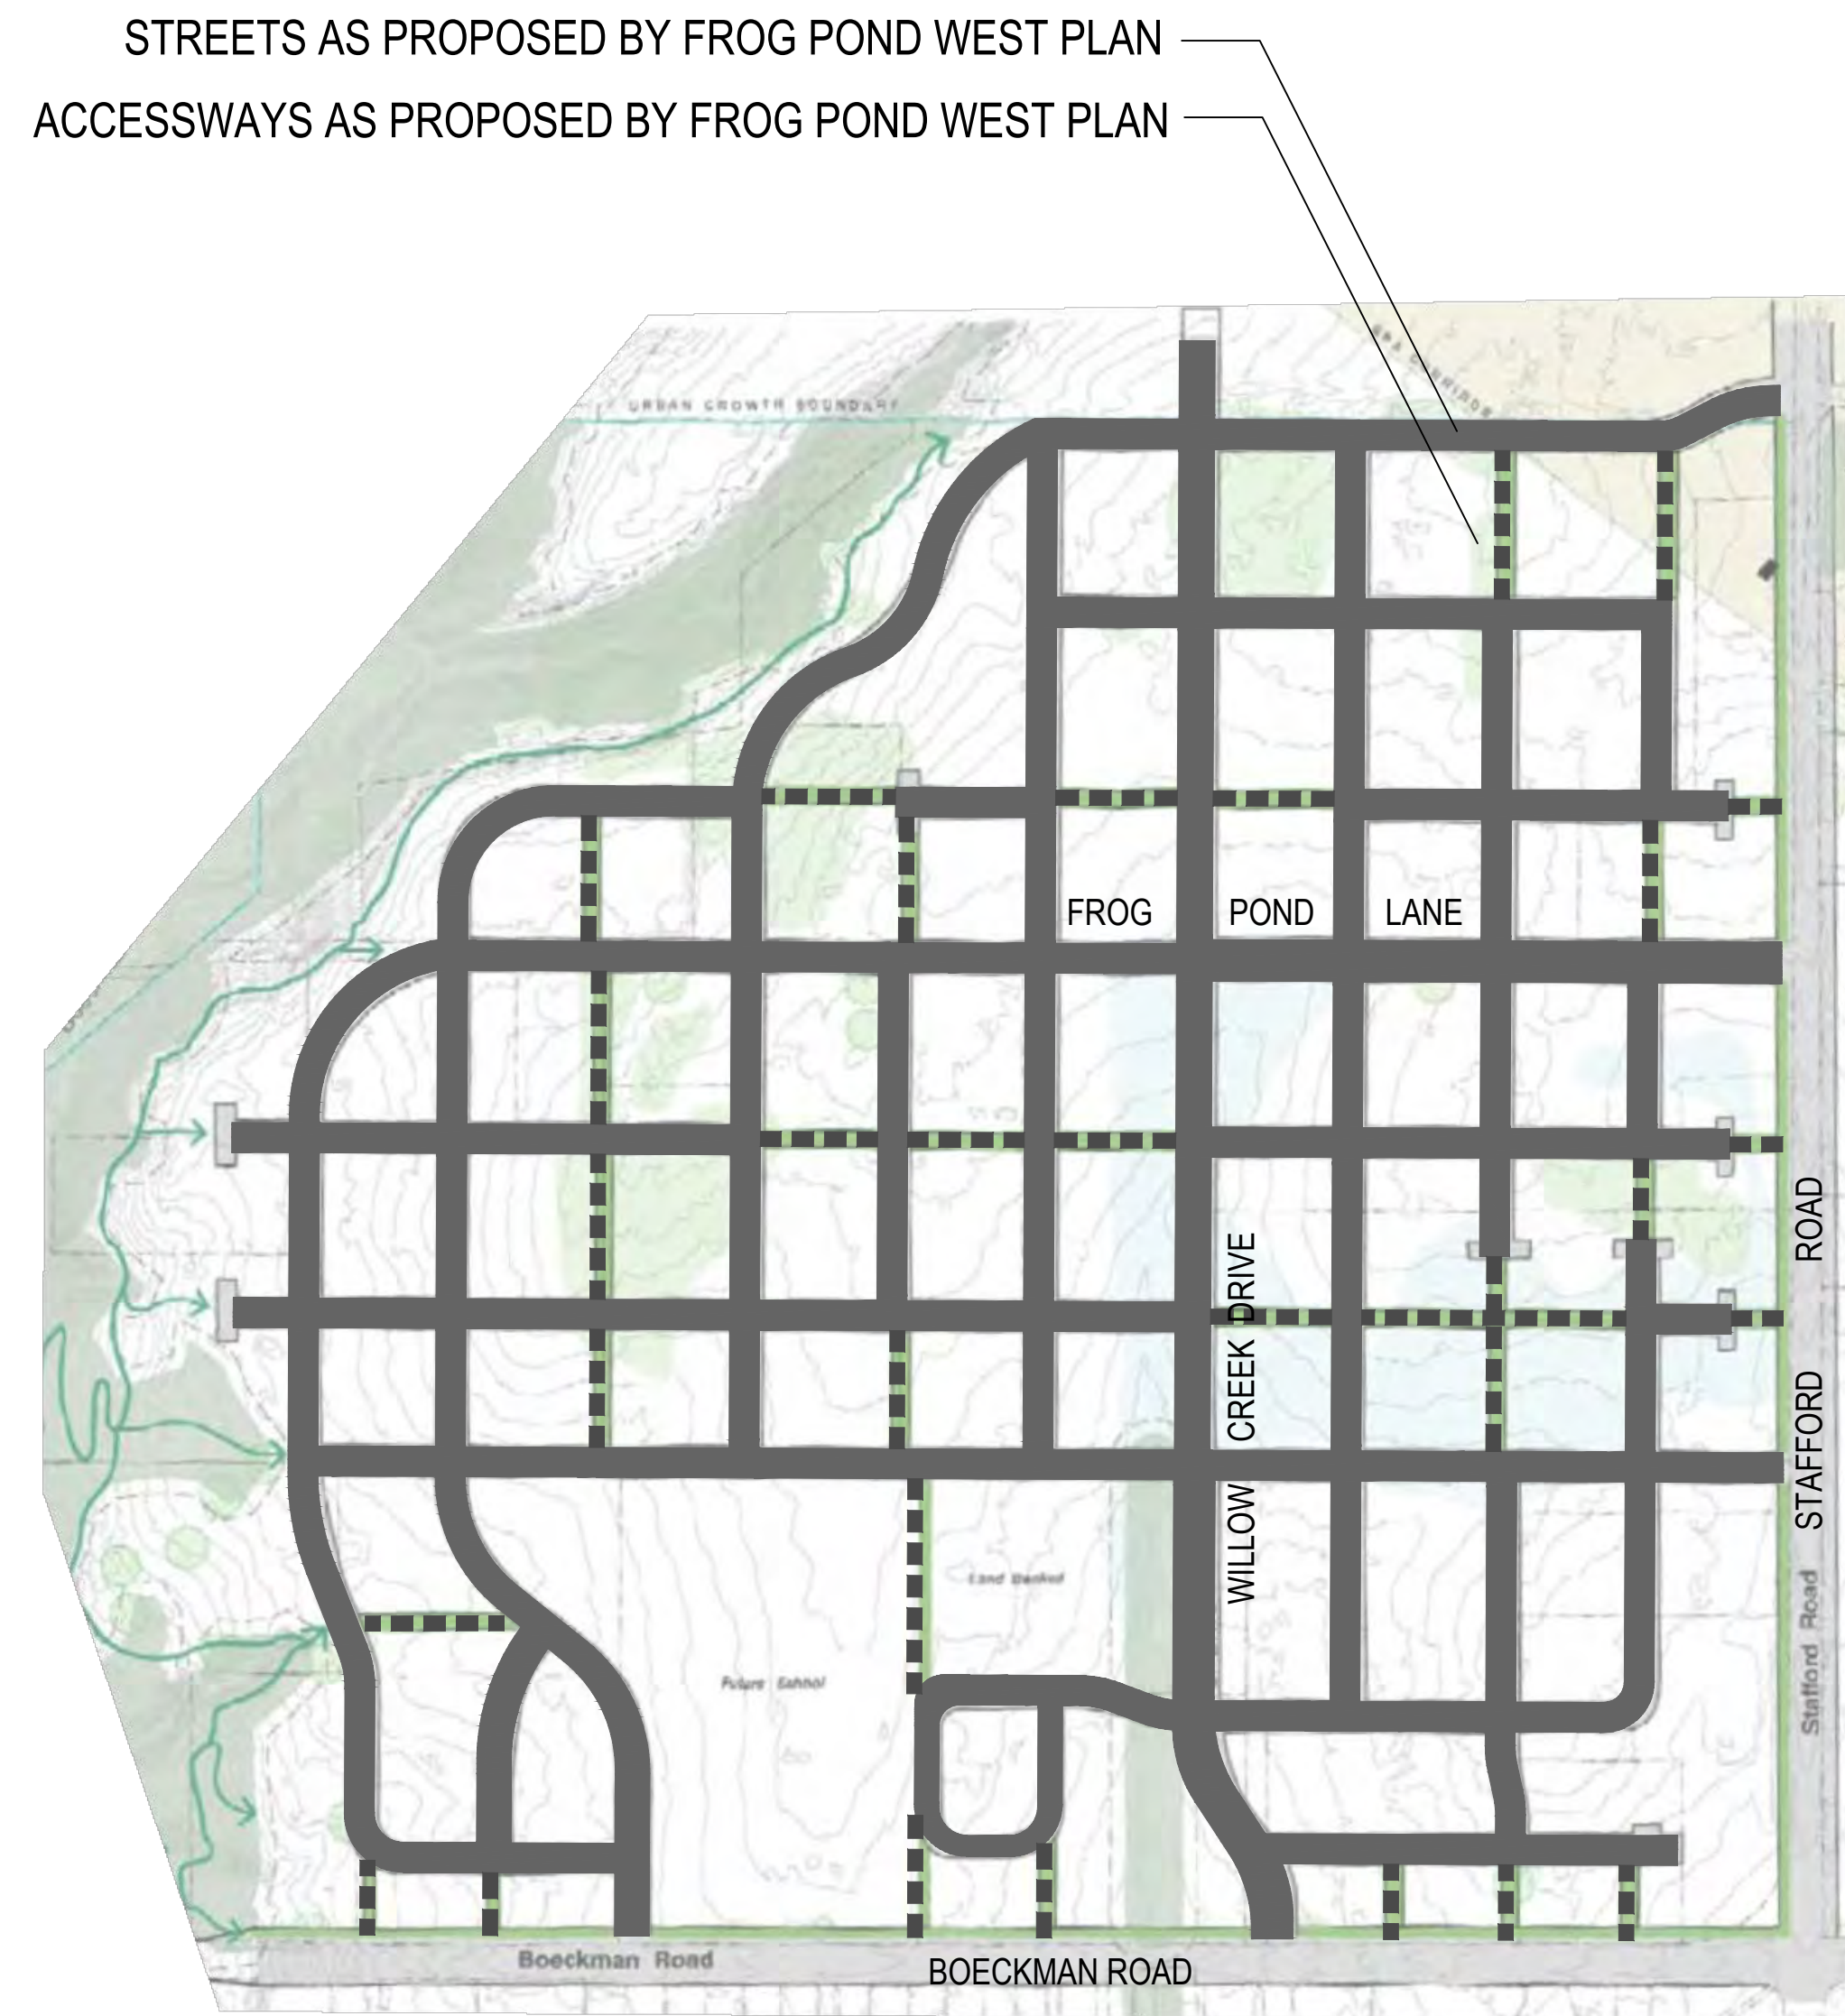 STREETS AS PROPOSED BY FROG POND WEST PLAN
ACCESSWAYS AS PROPOSED BY FROG POND WEST PLAN
URBAN GROWTH BOUNDARY
FROG POND LANE
WILLOW CREEK DRIVE
STAFFORD ROAD
Land Banked
Future School
Stafford Road
Boeckman Road
BOECKMAN ROAD